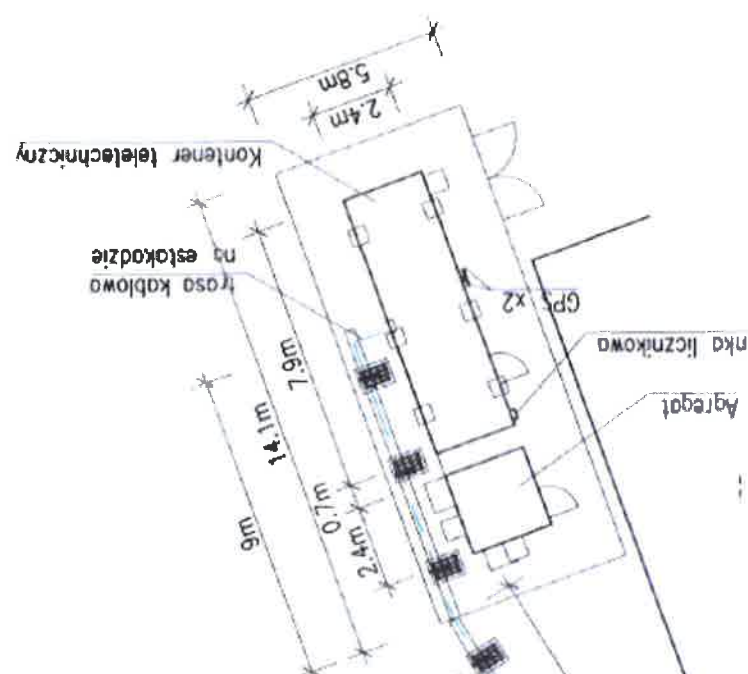 5.8m
2.4m
Kontener teletechniczny
trasa kablowa
na estakadzie
GPS x2
nka licznikowa
Agregat
7.9m
14.1m
0.7m
2.4m
9m